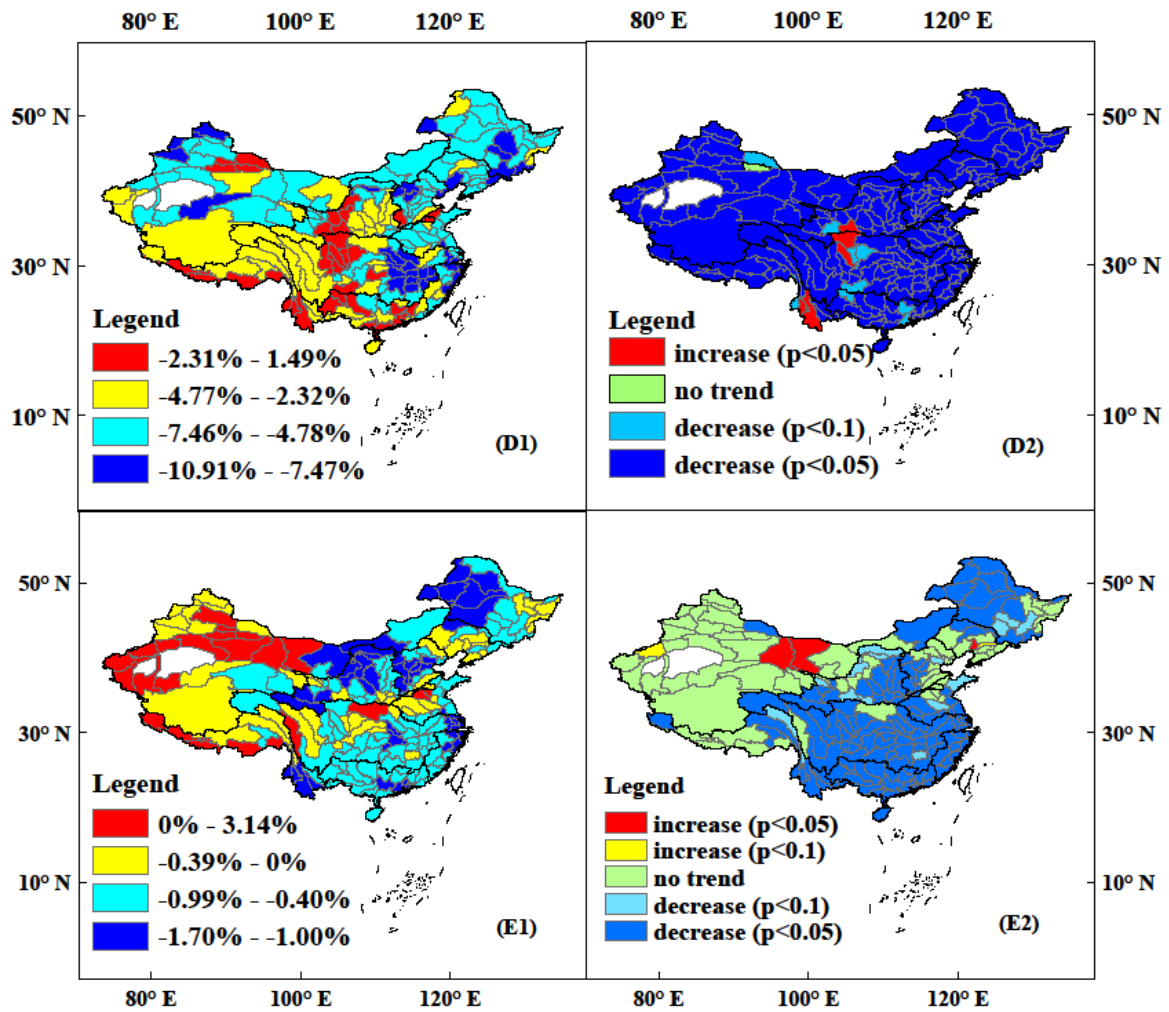 80° E 100° E 120° E 80° E 100° E 120° E
50° N
30° N
10° N
Legend
-2.31% - 1.49%
-4.77% - -2.32%
-7.46% - -4.78%
-10.91% - -7.47%
(D1)
Legend
increase (p<0.05)
no trend
decrease (p<0.1)
decrease (p<0.05)
(D2)
50° N
30° N
10° N
50° N
30° N
10° N
Legend
0% - 3.14%
-0.39% - 0%
-0.99% - -0.40%
-1.70% - -1.00%
(E1)
Legend
increase (p<0.05)
increase (p<0.1)
no trend
decrease (p<0.1)
decrease (p<0.05)
(E2)
50° N
30° N
10° N
80° E 100° E 120° E 80° E 100° E 120° E